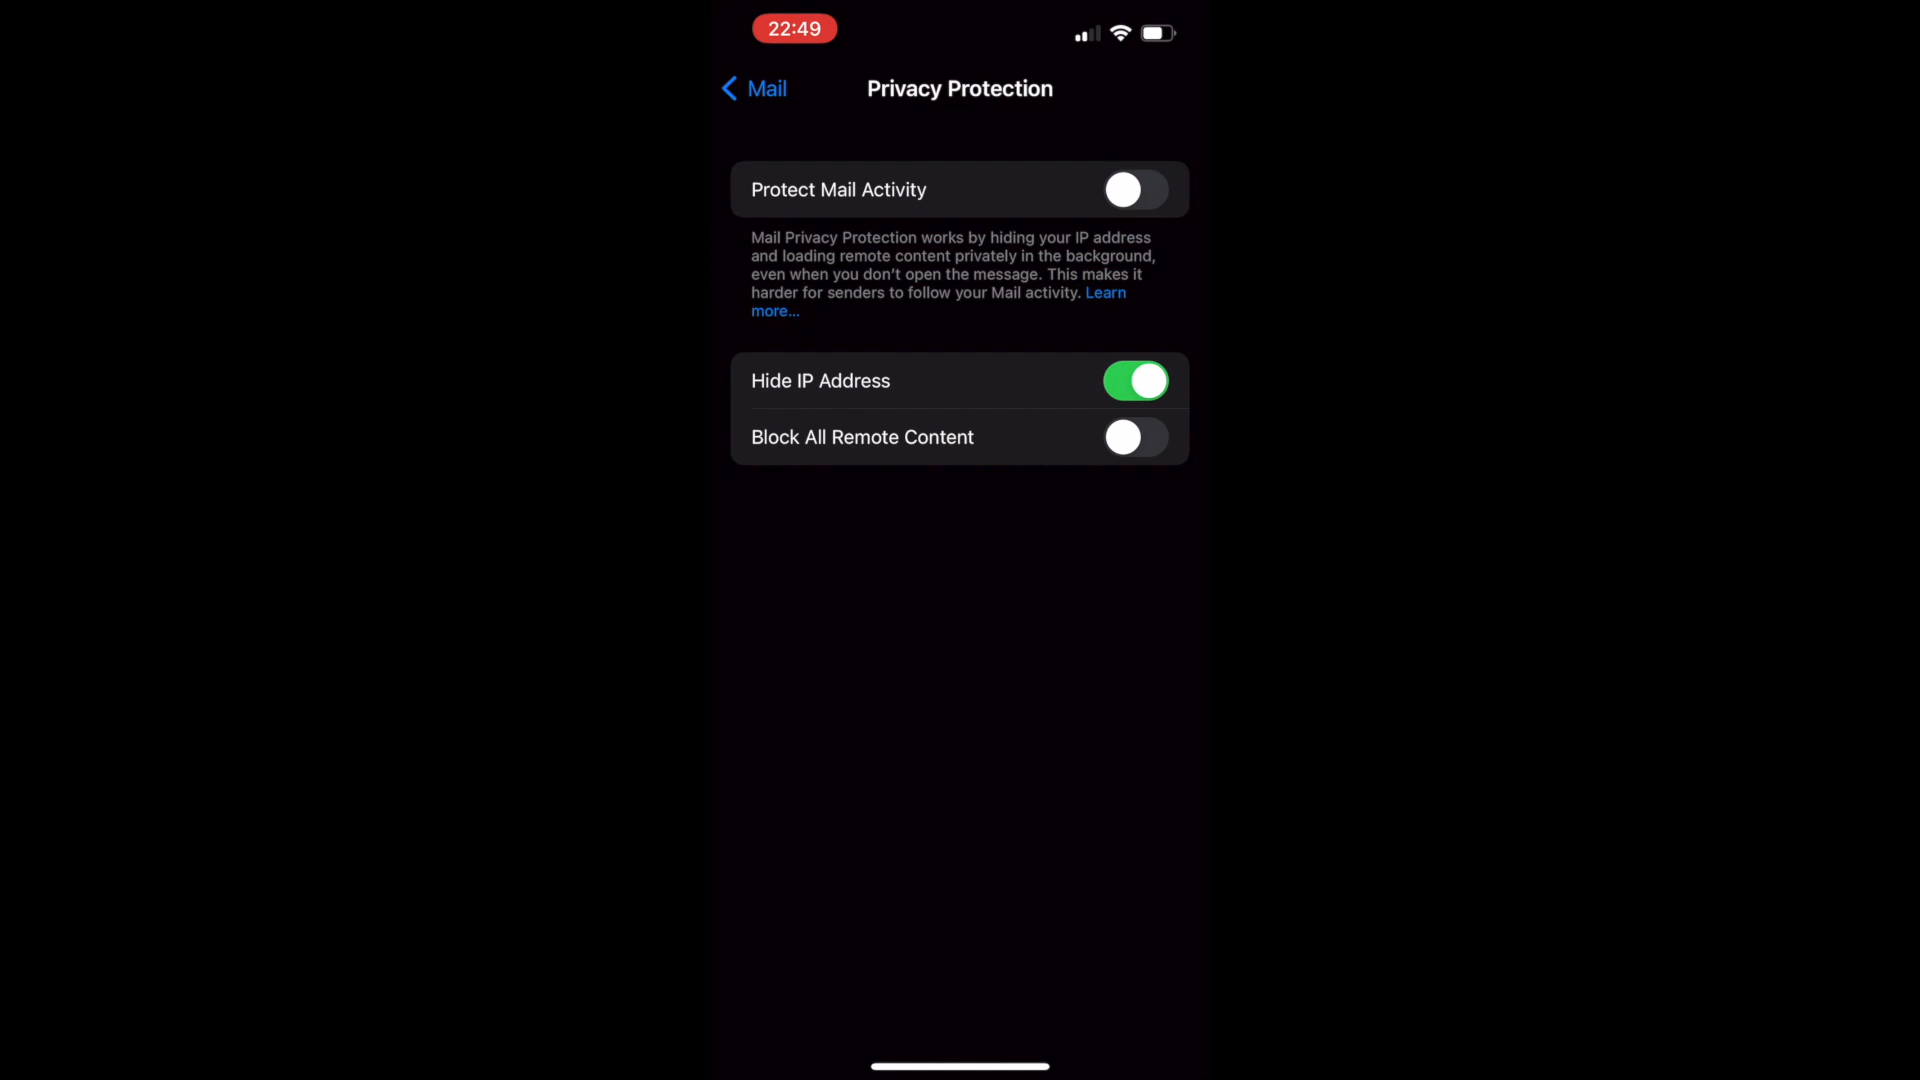 22:49
Mail
Privacy Protection
Protect Mail Activity
Mail Privacy Protection works by hiding your IP address
and loading remote content privately in the background,
even when you don’t open the message. This makes it
harder for senders to follow your Mail activity. Learn
more...
Hide IP Address
Block All Remote Content